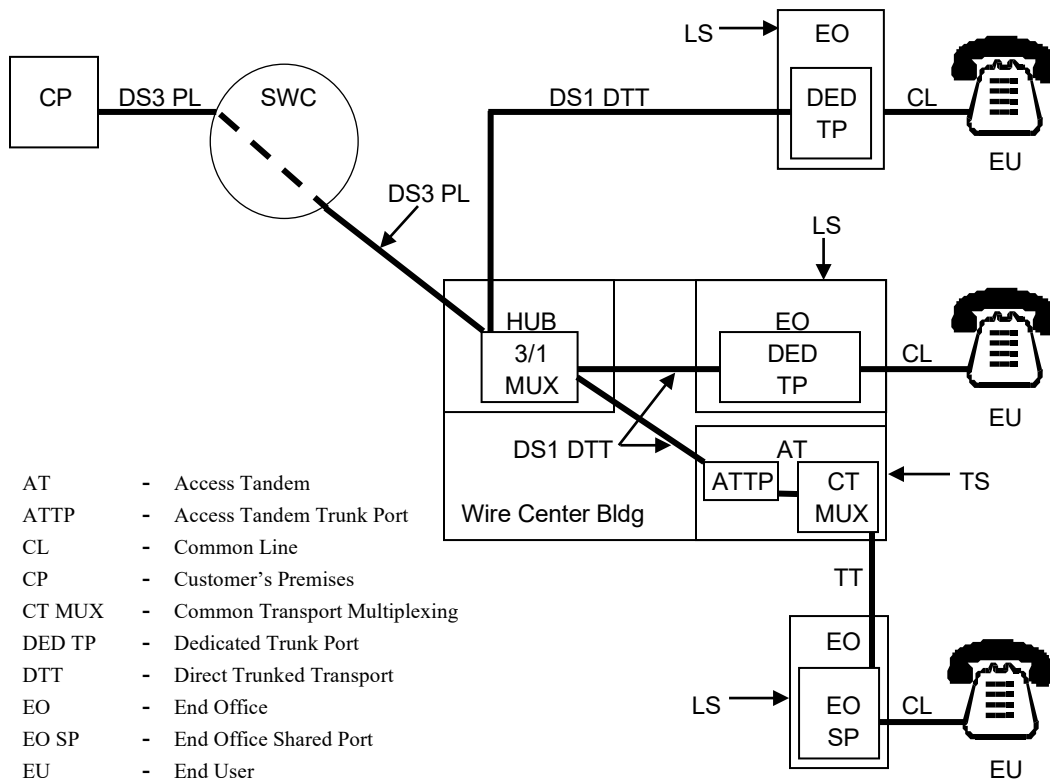 LS
EO
CP
DS3 PL
SWC
DS1 DTT
DED
TP
CL
EU
DS3 PL
LS
HUB
3/1
MUX
EO
DED
TP
CL
EU
DS1 DTT
AT
ATTP
CT
MUX
TS
Wire Center Bldg
TT
EO
LS
EO
SP
CL
EU
AT - Access Tandem
ATTP - Access Tandem Trunk Port
CL - Common Line
CP - Customer's Premises
CT MUX - Common Transport Multiplexing
DED TP - Dedicated Trunk Port
DTT - Direct Trunked Transport
EO - End Office
EO SP - End Office Shared Port
EU - End User